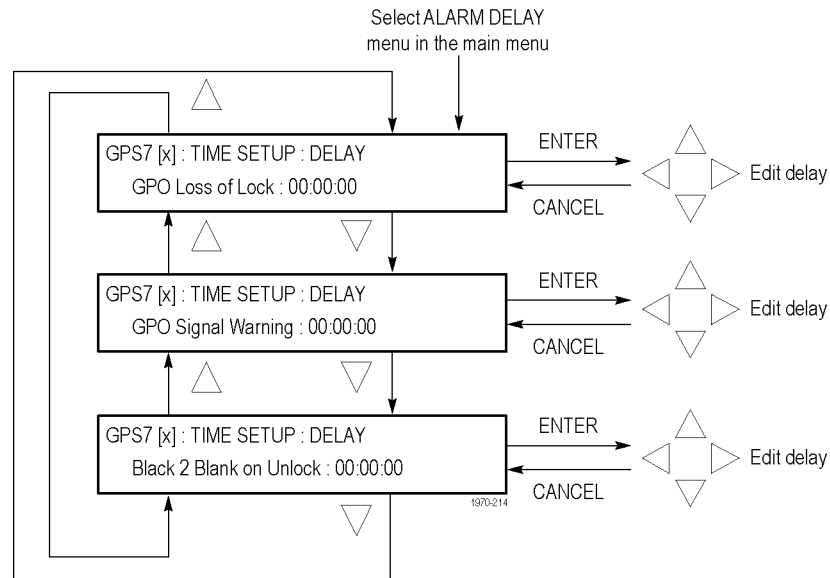 Select ALARM DELAY
menu in the main menu
GPS7 [x] : TIME SETUP : DELAY
GPO Loss of Lock : 00:00:00
ENTER
CANCEL
Edit delay
GPS7 [x] : TIME SETUP : DELAY
GPO Signal Warning : 00:00:00
ENTER
CANCEL
Edit delay
GPS7 [x] : TIME SETUP : DELAY
Black 2 Blank on Unlock : 00:00:00
ENTER
CANCEL
Edit delay
1970-214